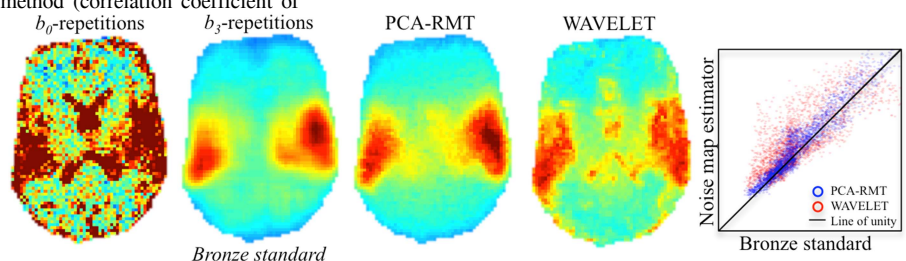 method (correlation coefficient of
b0-repetitions
b3-repetitions
PCA-RMT
WAVELET
Bronze standard
Noise map estimator
PCA-RMT
WAVELET
Line of unity
Bronze standard